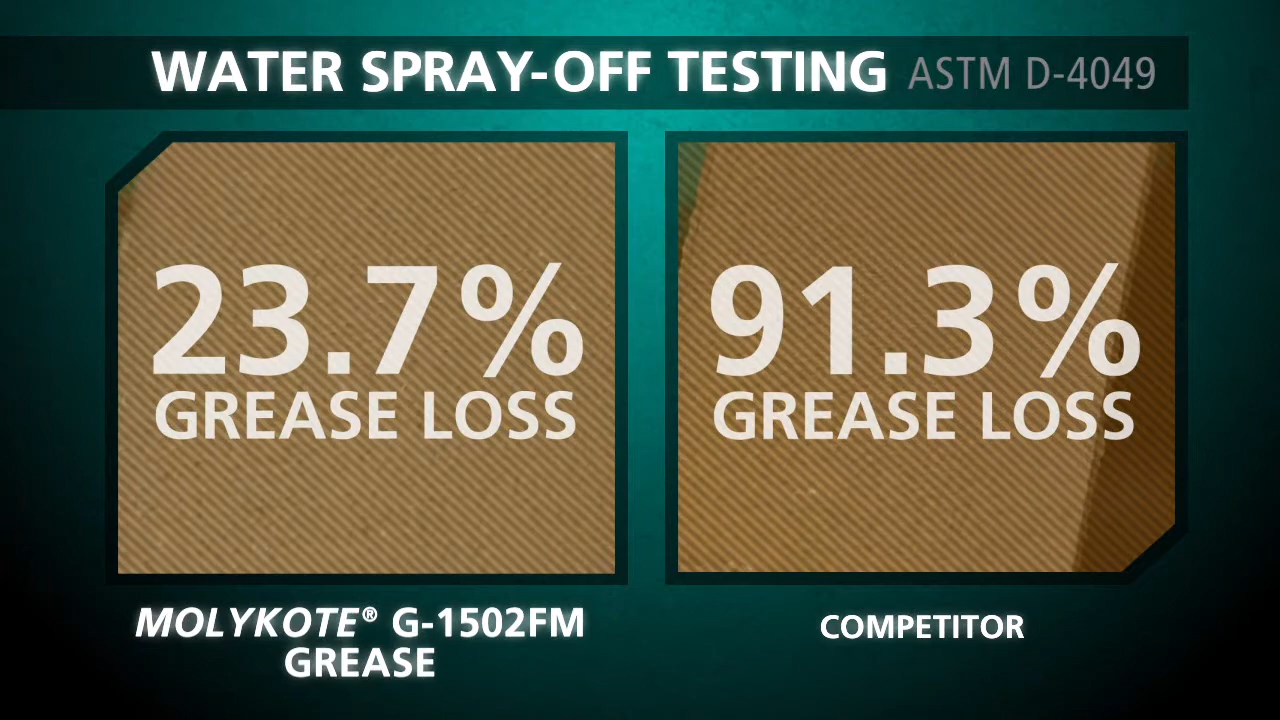 WATER SPRAY-OFF TESTING ASTM D-4049
23.7%
GREASE LOSS
MOLYKOTE® G-1502FM
GREASE
91.3%
GREASE LOSS
COMPETITOR